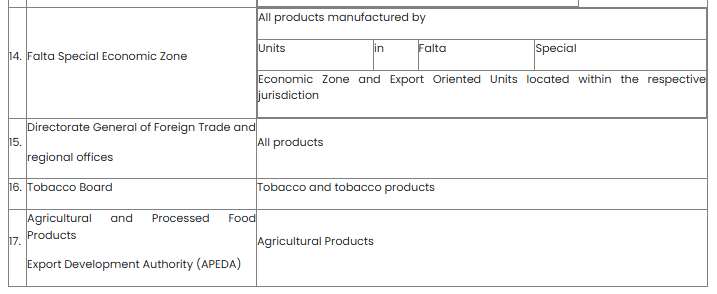 14. Falta Special Economic Zone
All products manufactured by
Units in Falta Special
Economic Zone and Export Oriented Units located within the respective
jurisdiction
15. Directorate General of Foreign Trade and
regional offices
All products
16. Tobacco Board
Tobacco and tobacco products
17. Agricultural and Processed Food
Products
Export Development Authority (APEDA)
Agricultural Products